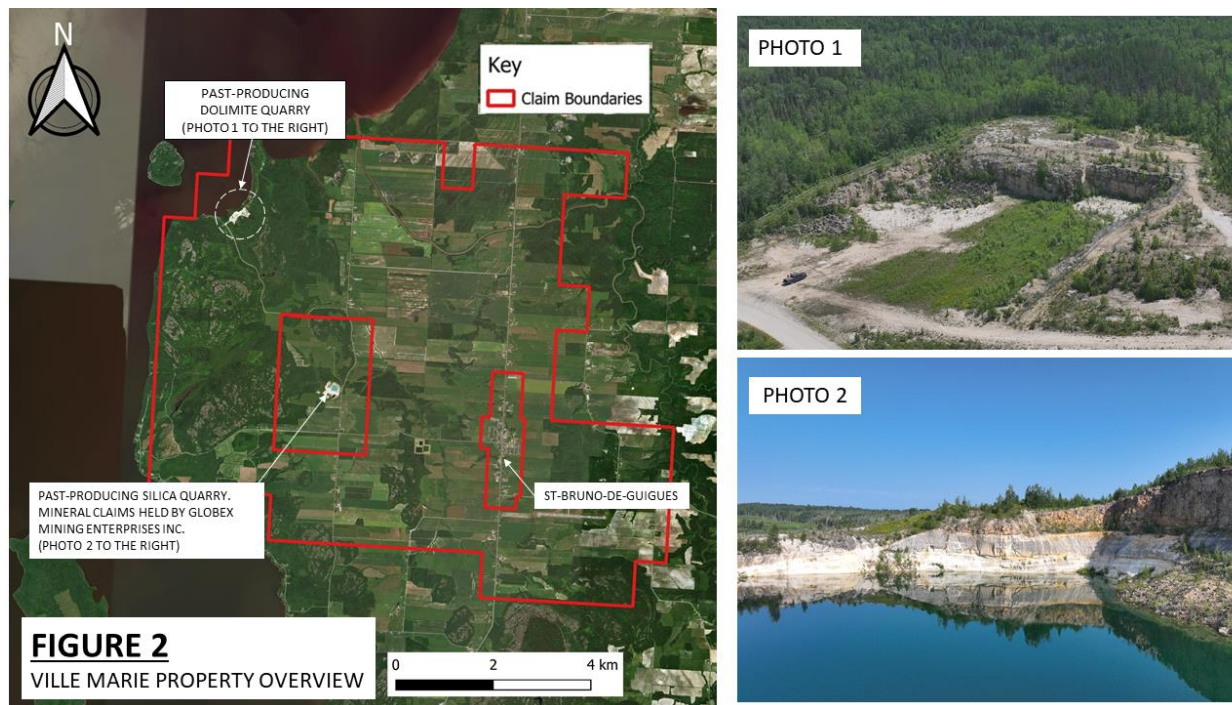 N
PAST-PRODUCING
DOLIMITE QUARRY
(PHOTO 1 TO THE RIGHT)
Key
Claim Boundaries
PAST-PRODUCING SILICA QUARRY.
MINERAL CLAIMS HELD BY GLOBEX
MINING ENTERPRISES INC.
(PHOTO 2 TO THE RIGHT)
ST-BRUNO-DE-GUIGUES
FIGURE 2
VILLE MARIE PROPERTY OVERVIEW
0 2 4 km
PHOTO 1
PHOTO 2